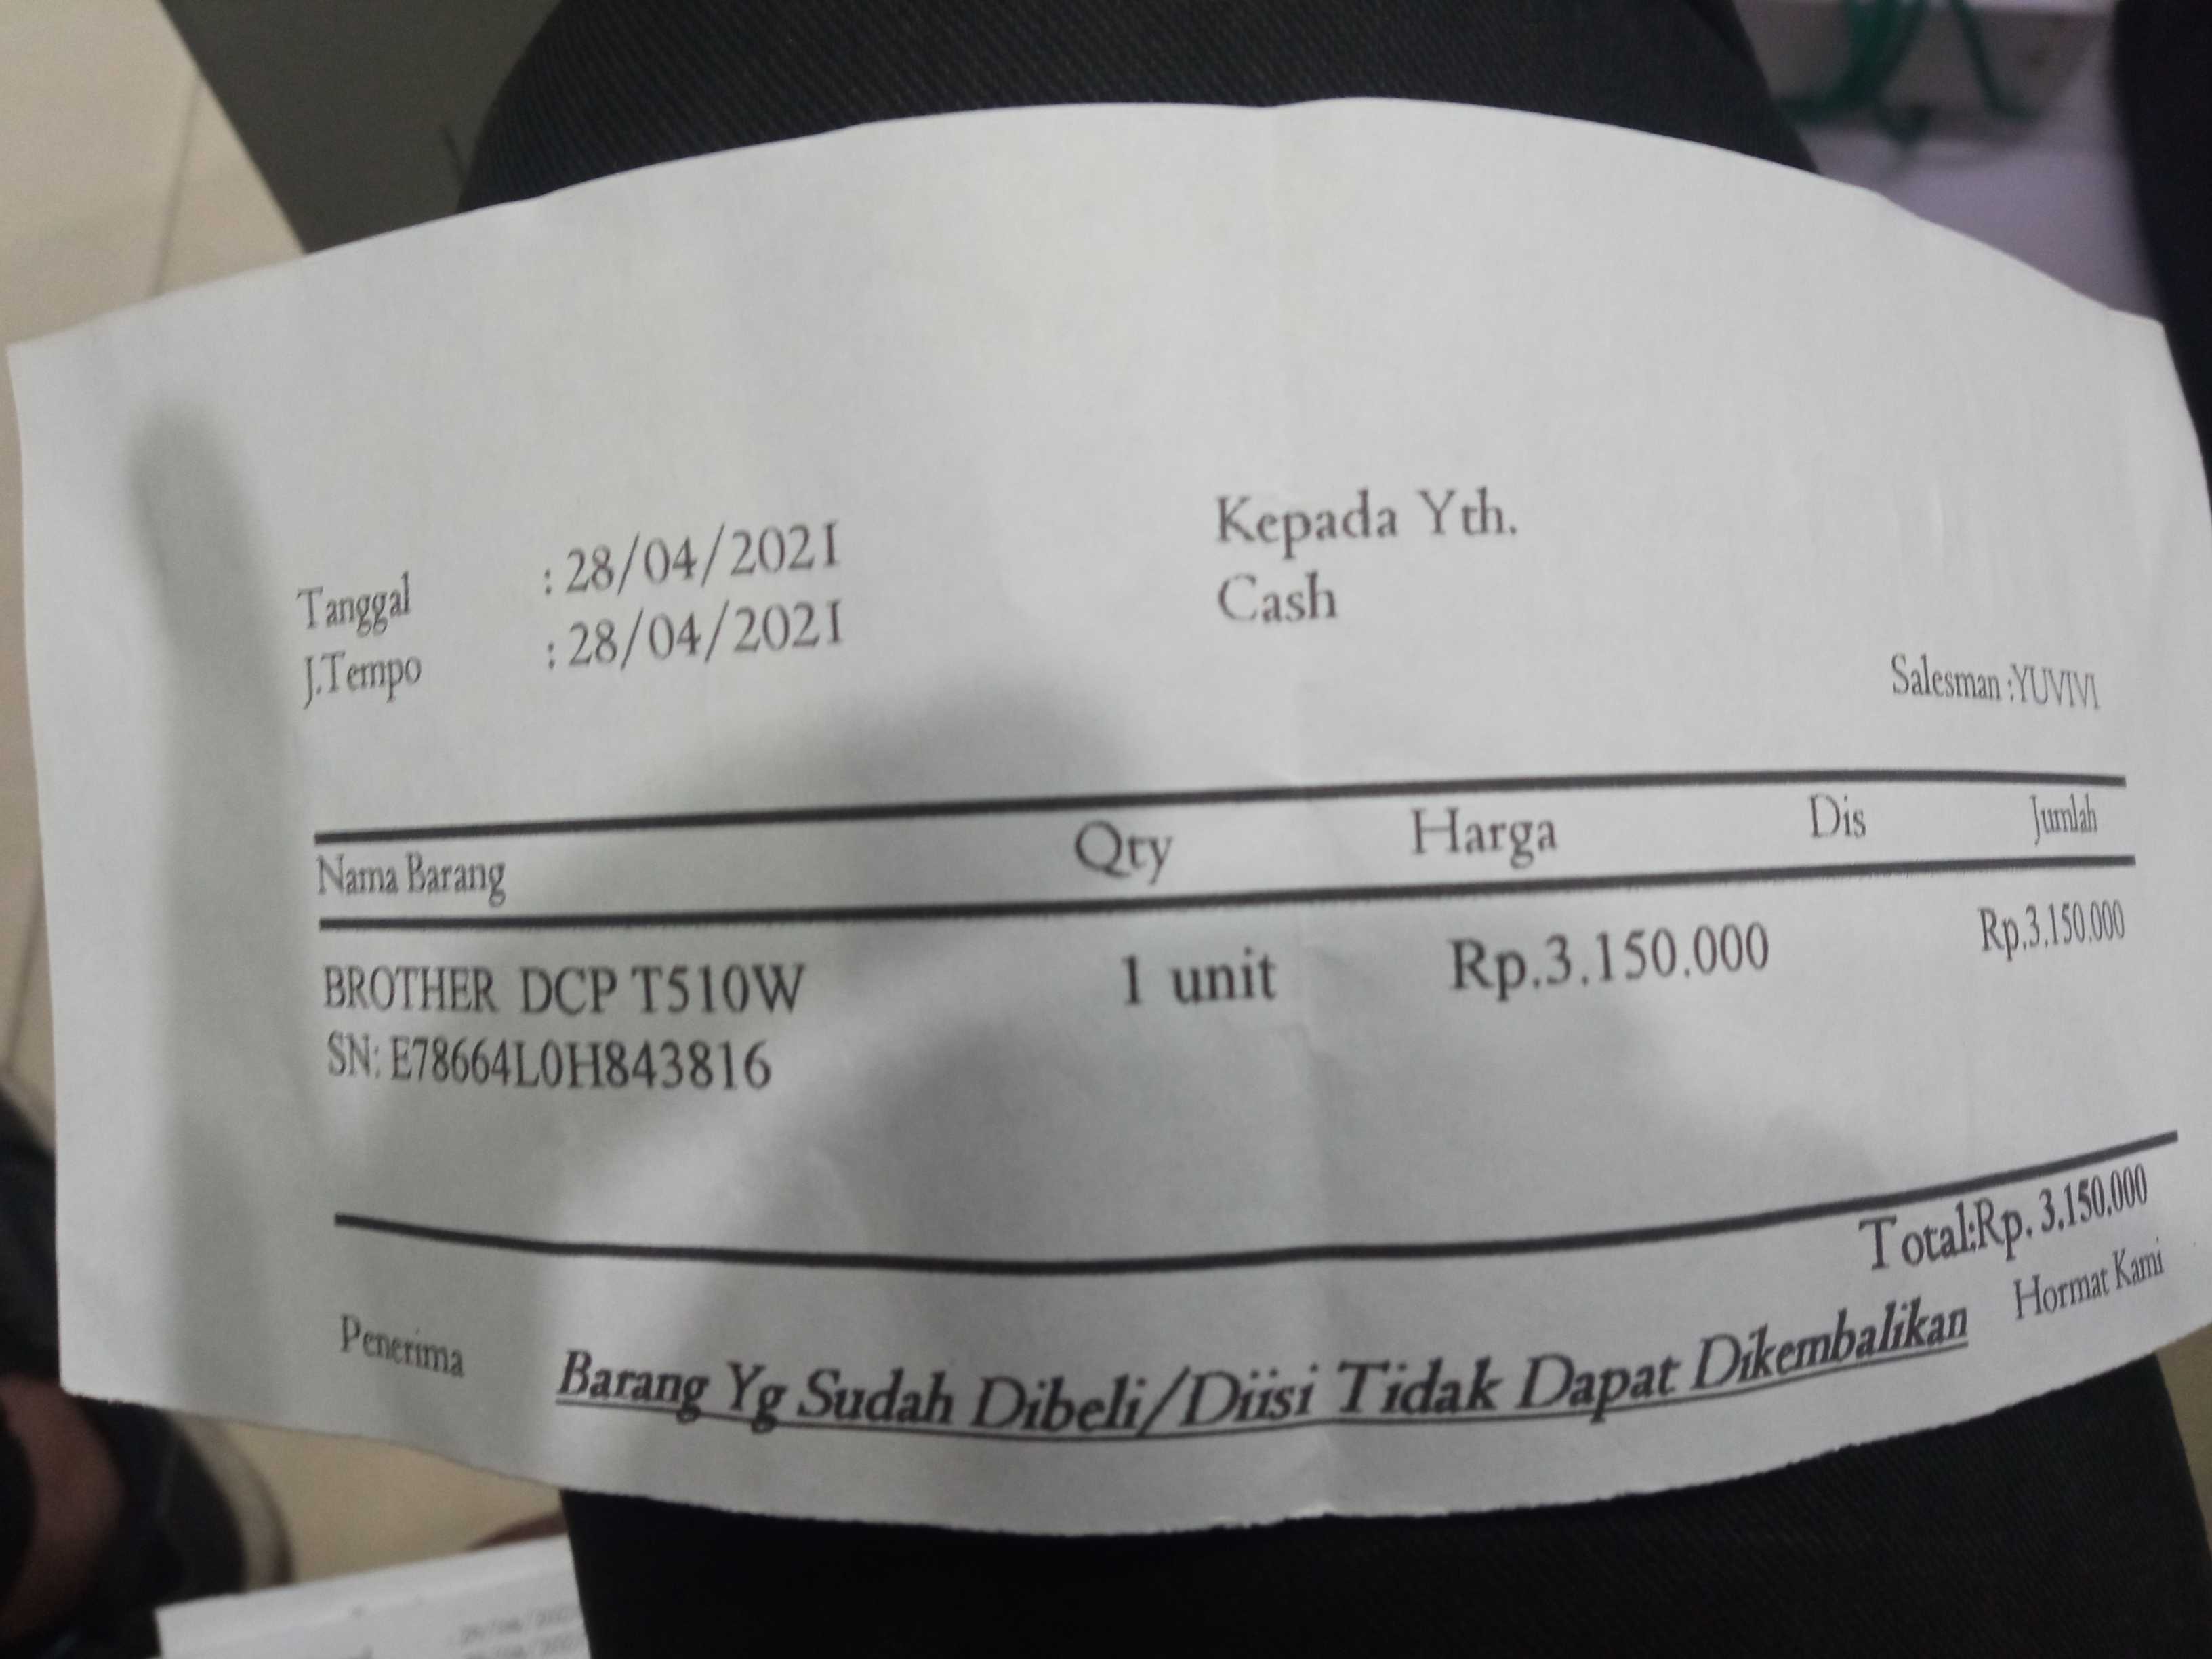 Tanggal : 28/04/2021
J.Tempo : 28/04/2021
Kepada Yth.
Cash
Salesman :YUVIVI
Nama Barang Qty Harga Dis Jumlah
BROTHER DCP T510W 1 unit Rp.3.150.000 Rp.3.150.000
SN: E78664L0H843816
Total:Rp. 3.150.000
Penerima Hormat Kami
Barang Yg Sudah Dibeli/Diisi Tidak Dapat Dikembalikan